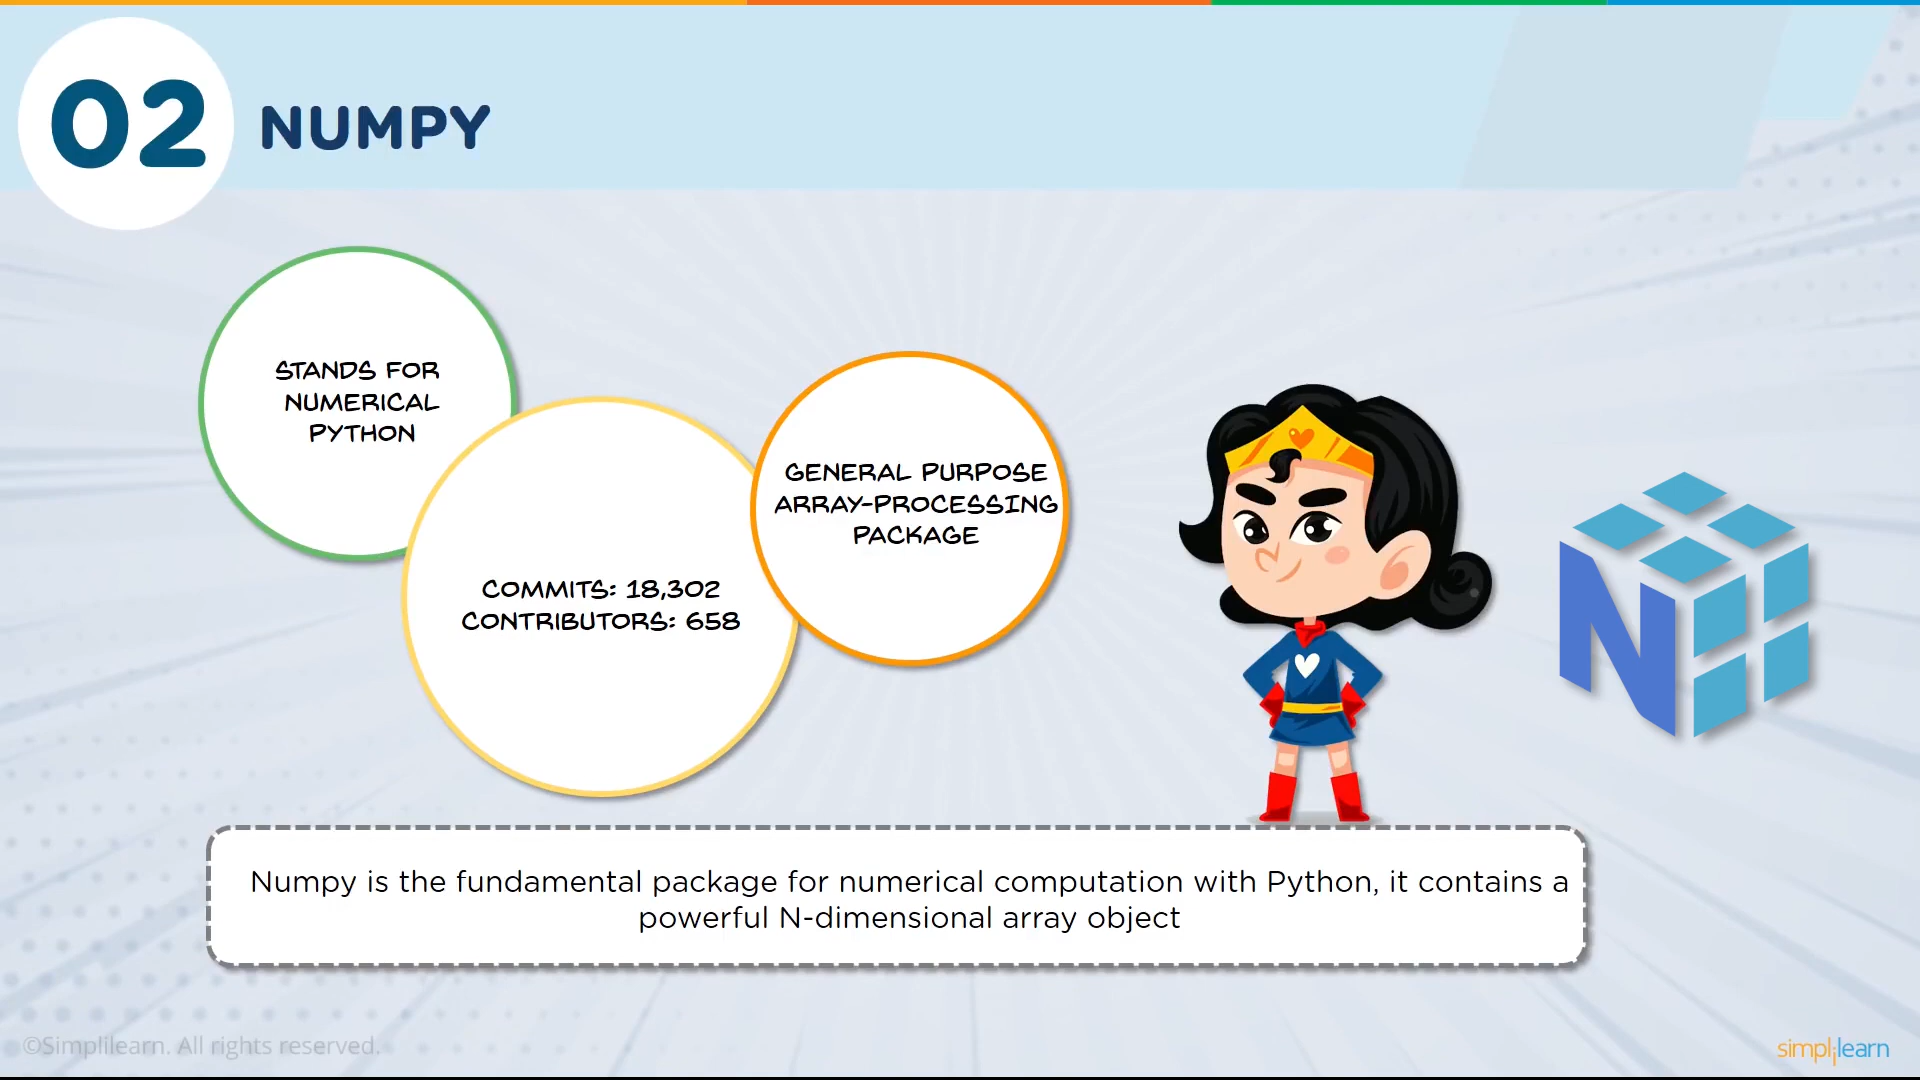 02
NUMPY
STANDS FOR
NUMERICAL
PYTHON
COMMITS: 18,302
CONTRIBUTORS: 658
GENERAL PURPOSE
ARRAY-PROCESSING
PACKAGE
N
Numpy is the fundamental package for numerical computation with Python, it contains a
powerful N-dimensional array object
©Simplilearn. All rights reserved.
simplilearn